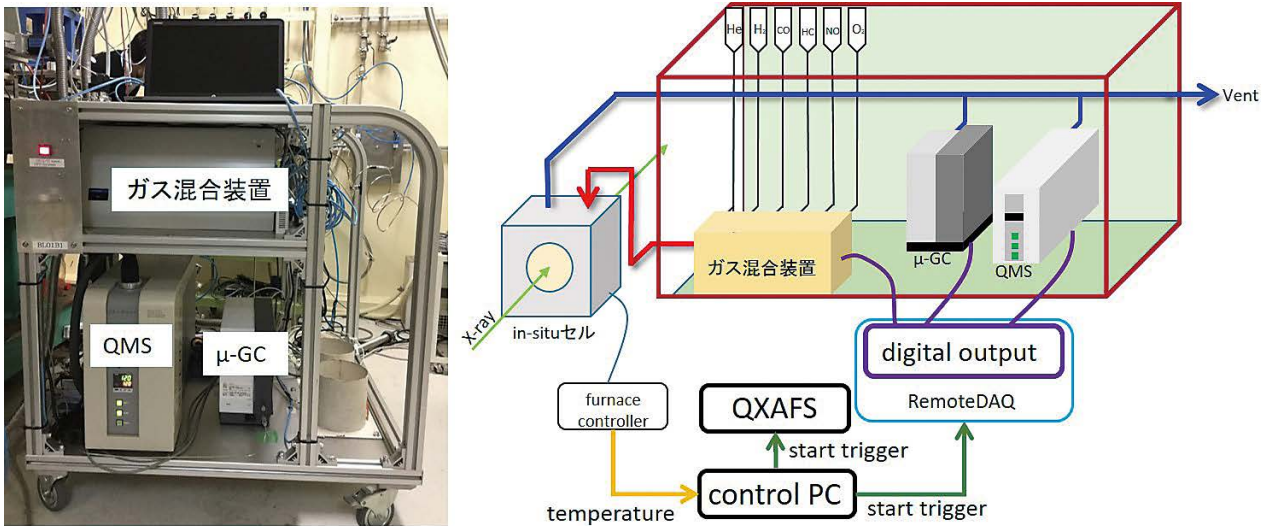 ガス混合装置
BL01B1
QMS
μ-GC
He
H₂
CO
HC
NO
O₂
Vent
ガス混合装置
μ-GC
QMS
X-ray
in-situセル
digital output
RemoteDAQ
furnace
controller
QXAFS
start trigger
control PC
temperature
start trigger